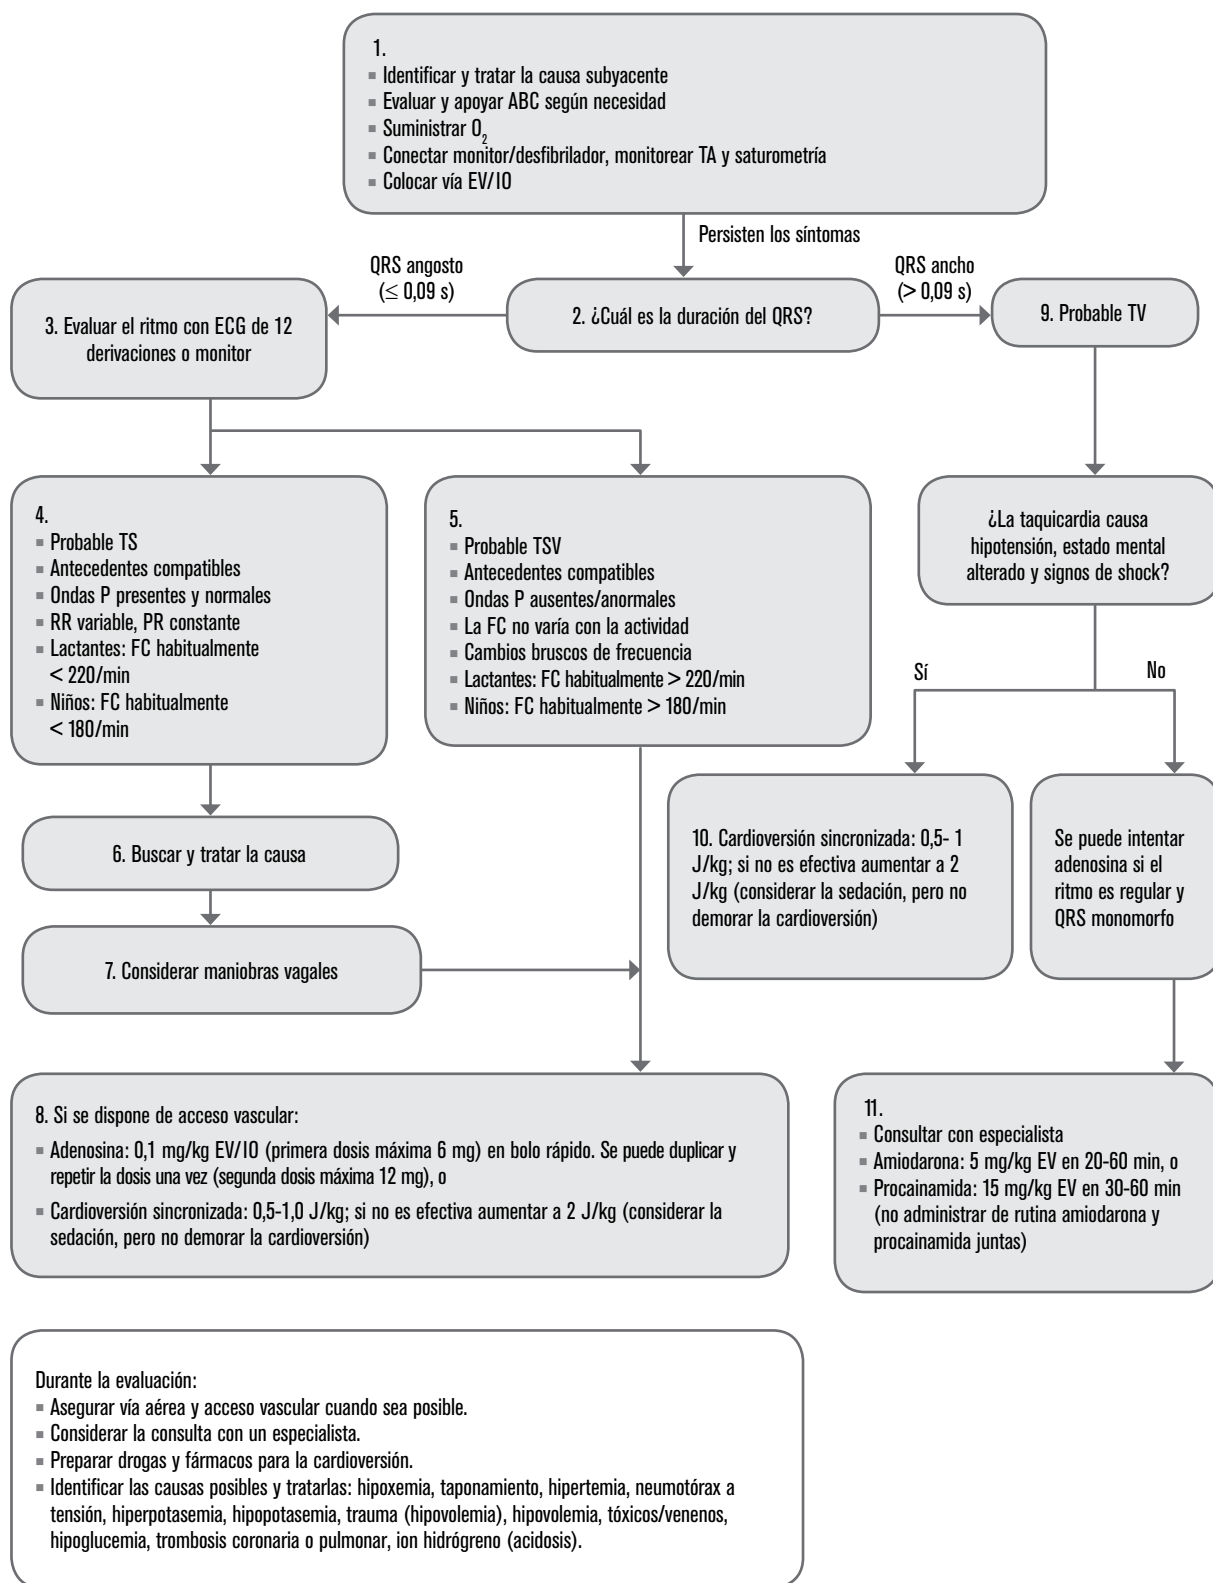 1.
▪ Identificar y tratar la causa subyacente
▪ Evaluar y apoyar ABC según necesidad
▪ Suministrar O₂
▪ Conectar monitor/desfibrilador, monitorear TA y saturometría
▪ Colocar vía EV/IO
Persisten los síntomas
QRS angosto
(≤ 0,09 s)
QRS ancho
(> 0,09 s)
3. Evaluar el ritmo con ECG de 12
derivaciones o monitor
2. ¿Cuál es la duración del QRS?
9. Probable TV
4.
▪ Probable TS
▪ Antecedentes compatibles
▪ Ondas P presentes y normales
▪ RR variable, PR constante
▪ Lactantes: FC habitualmente
< 220/min
▪ Niños: FC habitualmente
< 180/min
5.
▪ Probable TSV
▪ Antecedentes compatibles
▪ Ondas P ausentes/anormales
▪ La FC no varía con la actividad
▪ Cambios bruscos de frecuencia
▪ Lactantes: FC habitualmente > 220/min
▪ Niños: FC habitualmente > 180/min
¿La taquicardia causa
hipotensión, estado mental
alterado y signos de shock?
Sí
No
6. Buscar y tratar la causa
7. Considerar maniobras vagales
10. Cardioversión sincronizada: 0,5- 1
J/kg; si no es efectiva aumentar a 2
J/kg (considerar la sedación, pero no
demorar la cardioversión)
Se puede intentar
adenosina si el
ritmo es regular y
QRS monomorfo
8. Si se dispone de acceso vascular:
▪ Adenosina: 0,1 mg/kg EV/IO (primera dosis máxima 6 mg) en bolo rápido. Se puede duplicar y
repetir la dosis una vez (segunda dosis máxima 12 mg), o
▪ Cardioversión sincronizada: 0,5-1,0 J/kg; si no es efectiva aumentar a 2 J/kg (considerar la
sedación, pero no demorar la cardioversión)
11.
▪ Consultar con especialista
▪ Amiodarona: 5 mg/kg EV en 20-60 min, o
▪ Procainamida: 15 mg/kg EV en 30-60 min
(no administrar de rutina amiodarona y
procainamida juntas)
Durante la evaluación:
▪ Asegurar vía aérea y acceso vascular cuando sea posible.
▪ Considerar la consulta con un especialista.
▪ Preparar drogas y fármacos para la cardioversión.
▪ Identificar las causas posibles y tratarlas: hipoxemia, taponamiento, hipertemia, neumotórax a
tensión, hiperpotasemia, hipopotasemia, trauma (hipovolemia), hipovolemia, tóxicos/venenos,
hipoglucemia, trombosis coronaria o pulmonar, ion hidrógreno (acidosis).